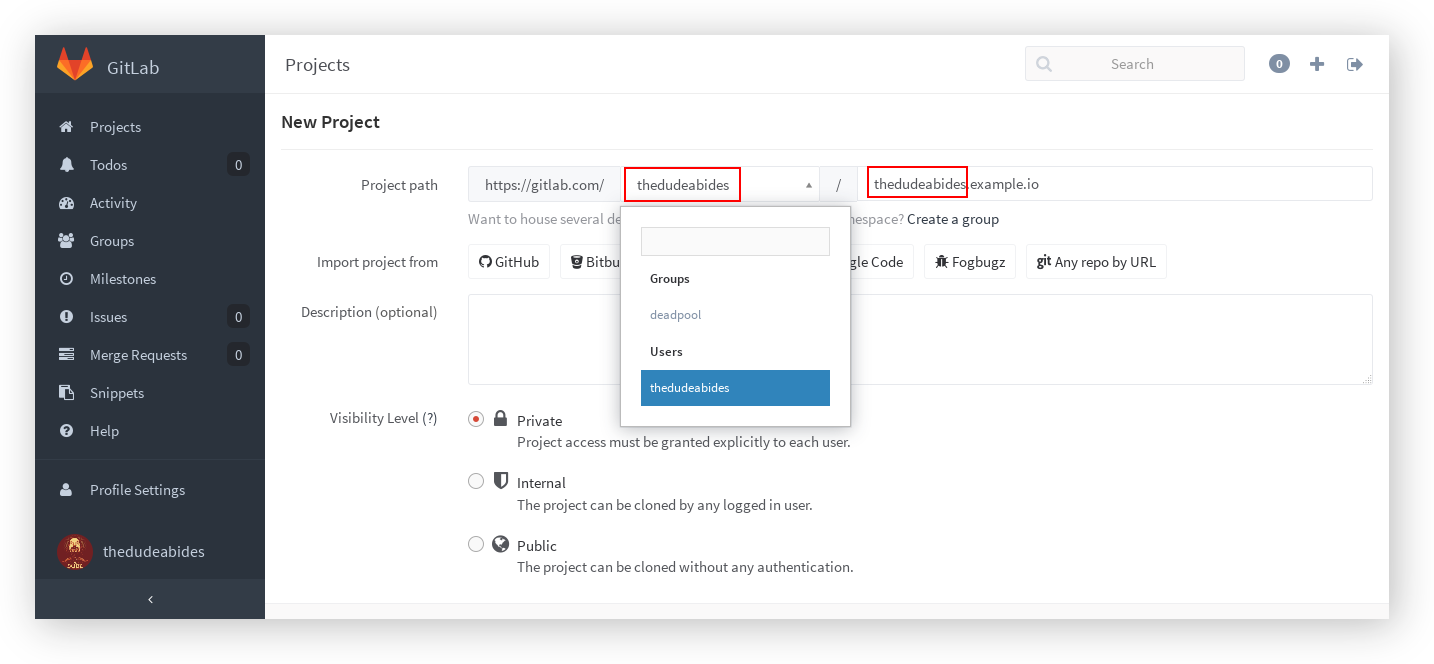 GitLab
Projects
Todos 0
Activity
Groups
Milestones
Issues 0
Merge Requests 0
Snippets
Help
Profile Settings
thedudeabides
Projects
Search
0
New Project
Project path
https://gitlab.com/ thedudeabides / thedudeabides.example.io
Want to house several de
espace? Create a group
Import project from
GitHub Bitbu gle Code Fogbugz git Any repo by URL
Groups
deadpool
Users
thedudeabides
Description (optional)
Visibility Level (?)
Private
Project access must be granted explicitly to each user.
Internal
The project can be cloned by any logged in user.
Public
The project can be cloned without any authentication.